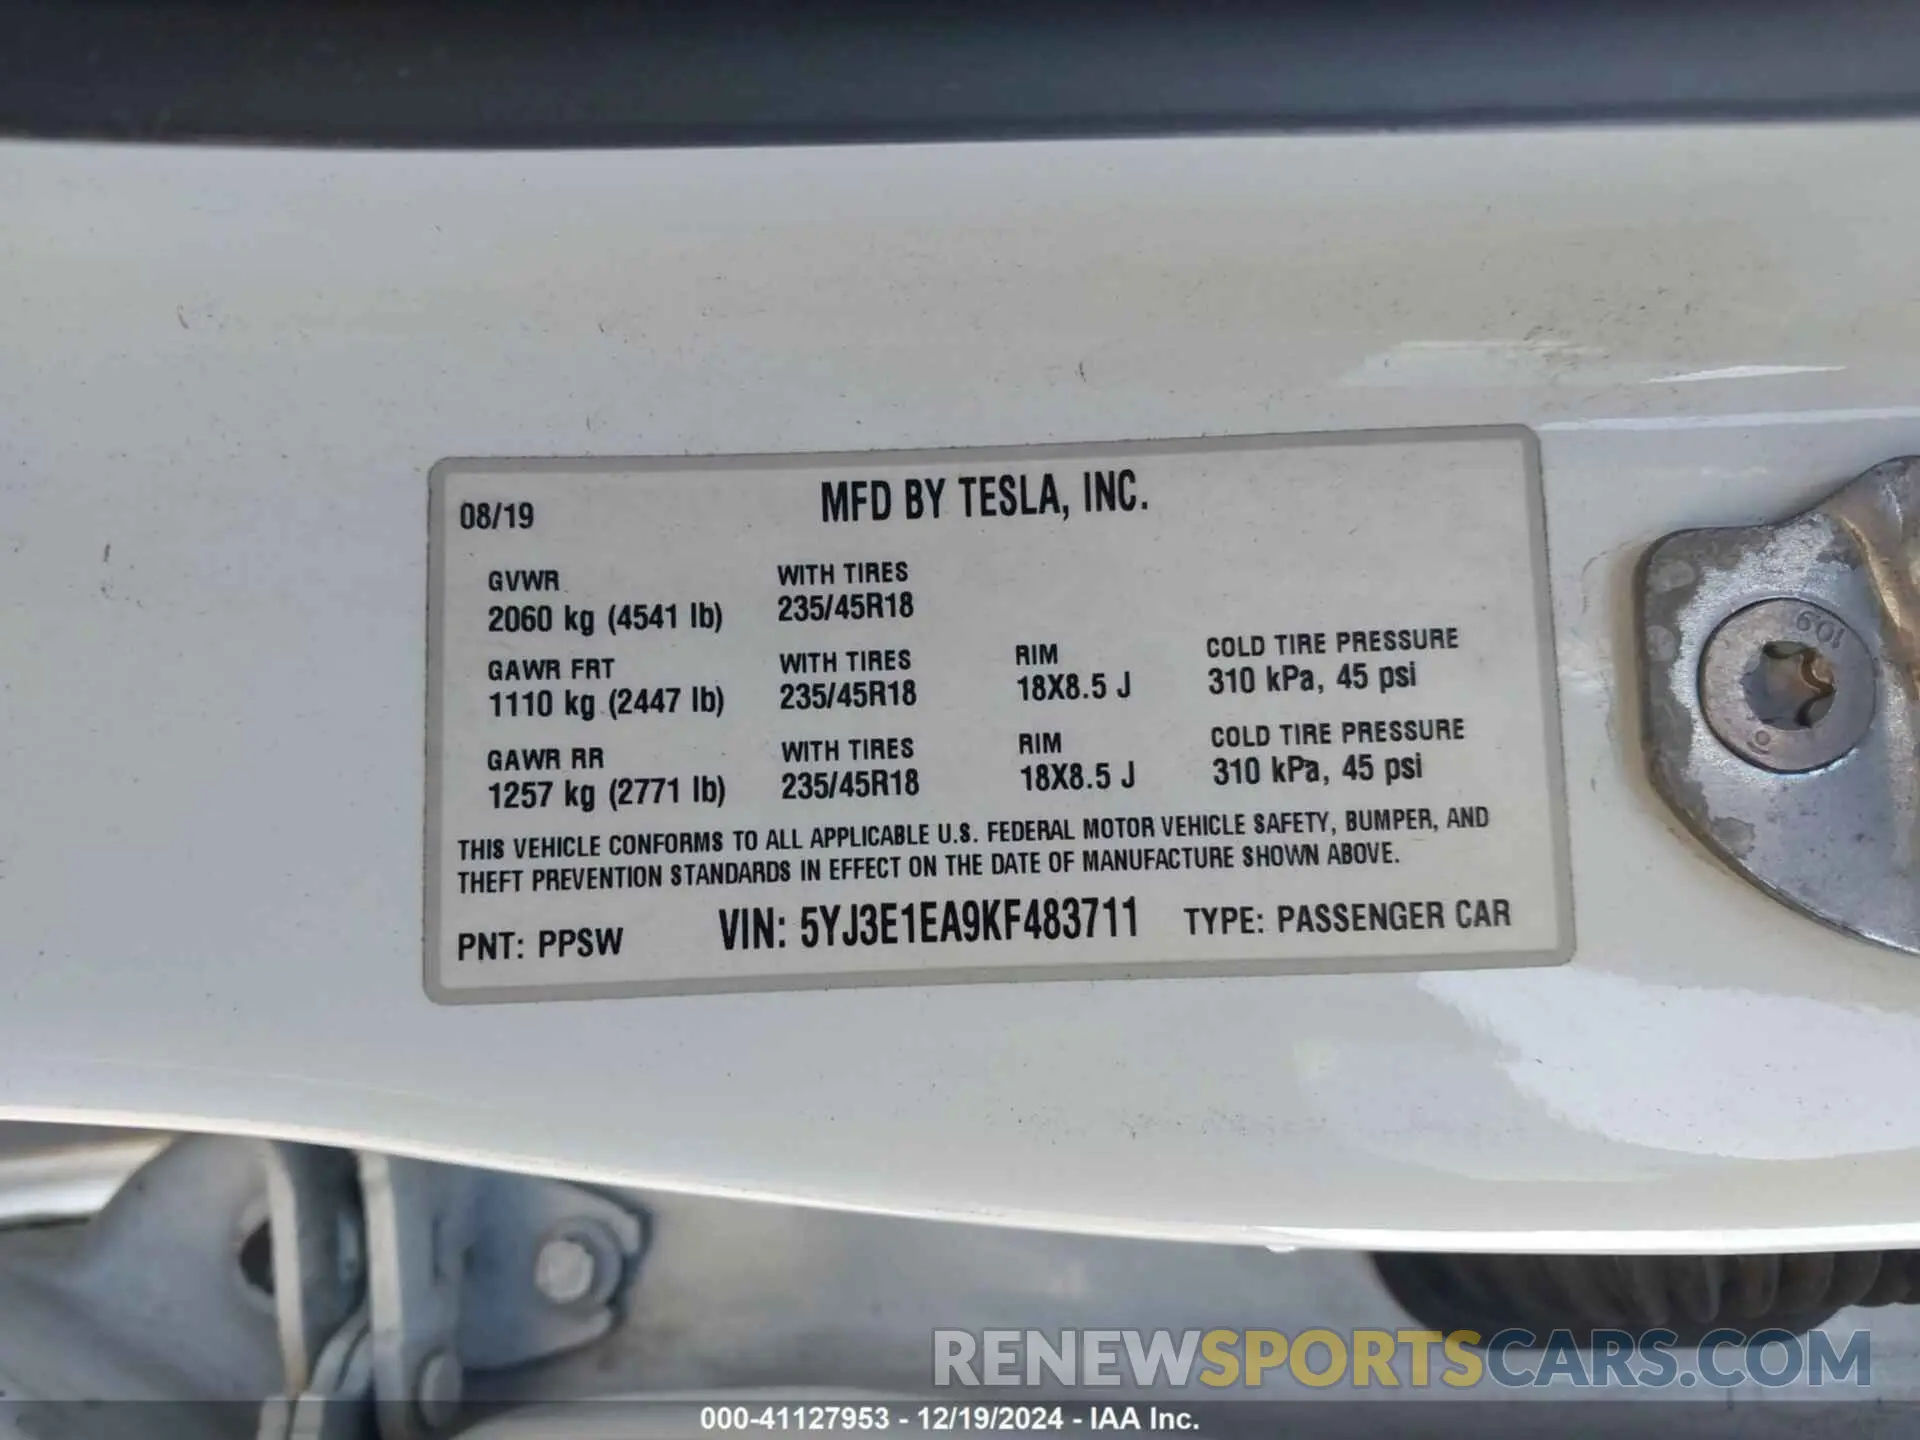 08/19 MFD BY TESLA, INC.
GVWR WITH TIRES
2060 kg (4541 lb) 235/45R18
GAWR FRT WITH TIRES RIM COLD TIRE PRESSURE
1110 kg (2447 lb) 235/45R18 18X8.5 J 310 kPa, 45 psi
GAWR RR WITH TIRES RIM COLD TIRE PRESSURE
1257 kg (2771 lb) 235/45R18 18X8.5 J 310 kPa, 45 psi
THIS VEHICLE CONFORMS TO ALL APPLICABLE U.S. FEDERAL MOTOR VEHICLE SAFETY, BUMPER, AND
THEFT PREVENTION STANDARDS IN EFFECT ON THE DATE OF MANUFACTURE SHOWN ABOVE.
PNT: PPSW VIN: 5YJ3E1EA9KF483711 TYPE: PASSENGER CAR
10.9
RENEWSPORTSCARS.COM
000-41127953 - 12/19/2024 - IAA Inc.